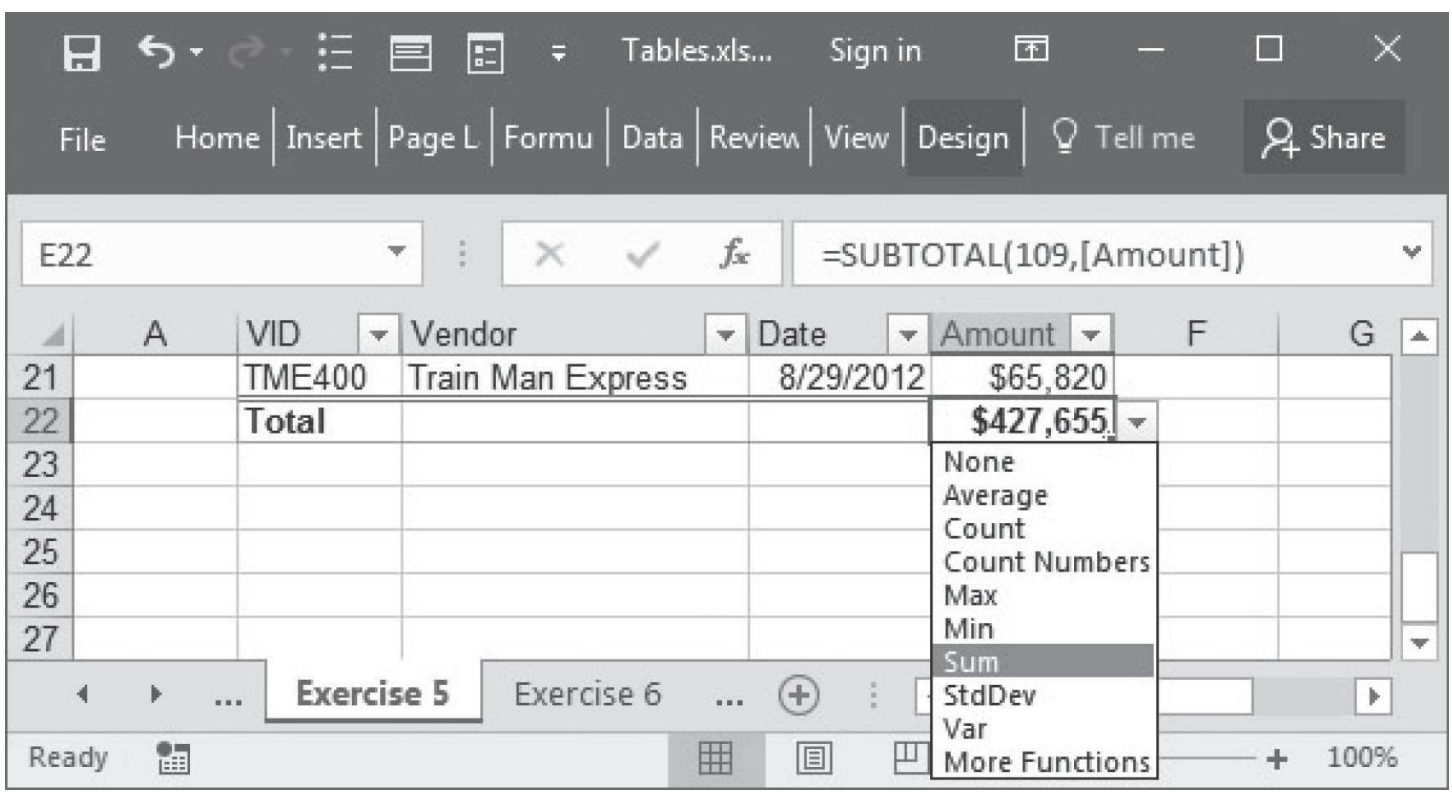 Tables.xls... Sign in
File Home Insert Page L Formu Data Review View Design Tell me Share
E22 fx =SUBTOTAL(109,[Amount])
A VID Vendor Date Amount F G
21 TME400 Train Man Express 8/29/2012 $65,820
22 Total $427,655
23 None
24 Average
Count
25 Count Numbers
26 Max
27 Min
Sum
... Exercise 5 Exercise 6 ... StdDev
Var
Ready More Functions 100%